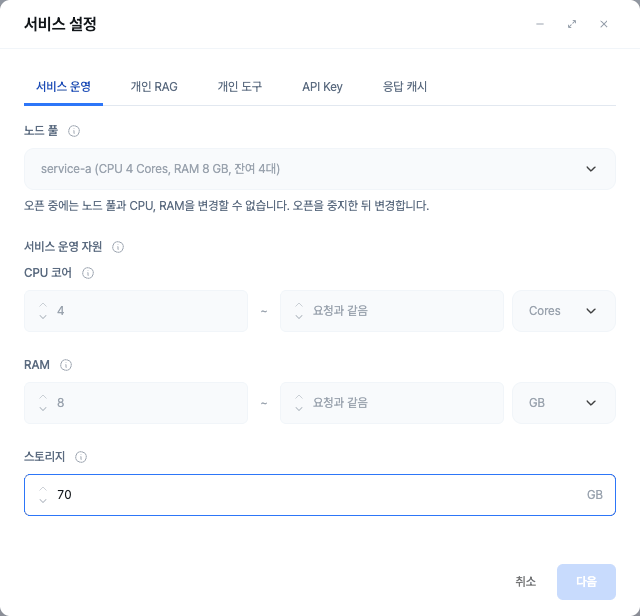 서비스 설정
서비스 운영 개인 RAG 개인 도구 API Key 응답 캐시
노드 풀
service-a (CPU 4 Cores, RAM 8 GB, 잔여 4대)
오픈 중에는 노드 풀과 CPU, RAM을 변경할 수 없습니다. 오픈을 중지한 뒤 변경합니다.
서비스 운영 자원
CPU 코어
4 ~ 요청과 같음 Cores
RAM
8 ~ 요청과 같음 GB
스토리지
70 GB
취소 다음